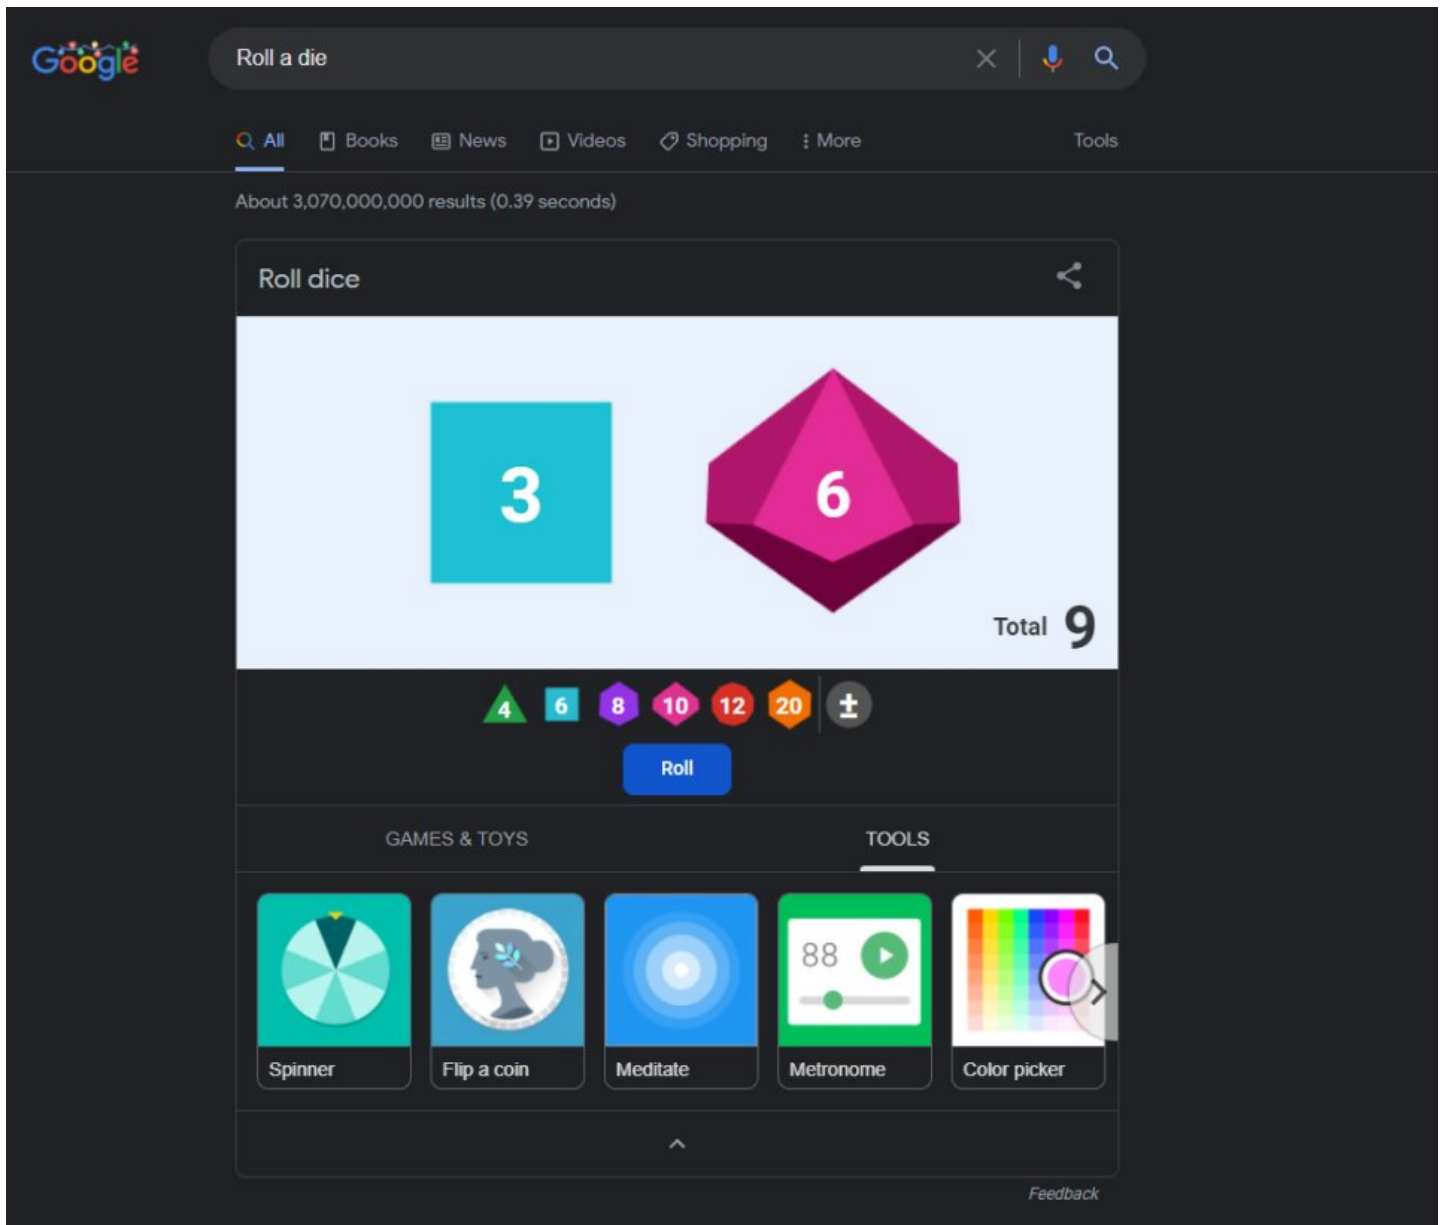 Google
Roll a die
All Books News Videos Shopping More Tools
About 3,070,000,000 results (0.39 seconds)
Roll dice
3 6
Total 9
4 6 8 10 12 20 ±
Roll
GAMES & TOYS TOOLS
88
Spinner Flip a coin Meditate Metronome Color picker
Feedback